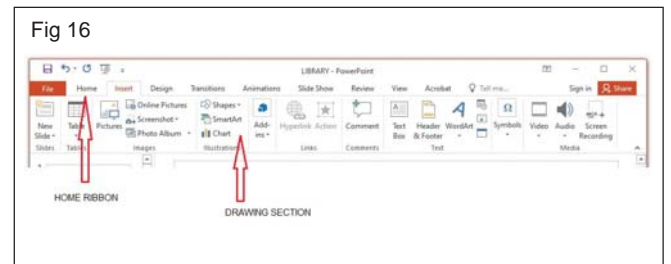 Fig 16
LIBRARY - PowerPoint
File Home Insert Design Transitions Animations Slide Show Review View Acrobat Tell me... Sign in Share
New Slide Table Pictures Online Pictures Screenshot Photo Album Shapes SmartArt Chart Add-ins Hyperlink Action Comment Text Box Header & Footer WordArt Symbols Video Audio Screen Recording
Slides Tables Images Illustrations Links Comments Text Media
HOME RIBBON
DRAWING SECTION